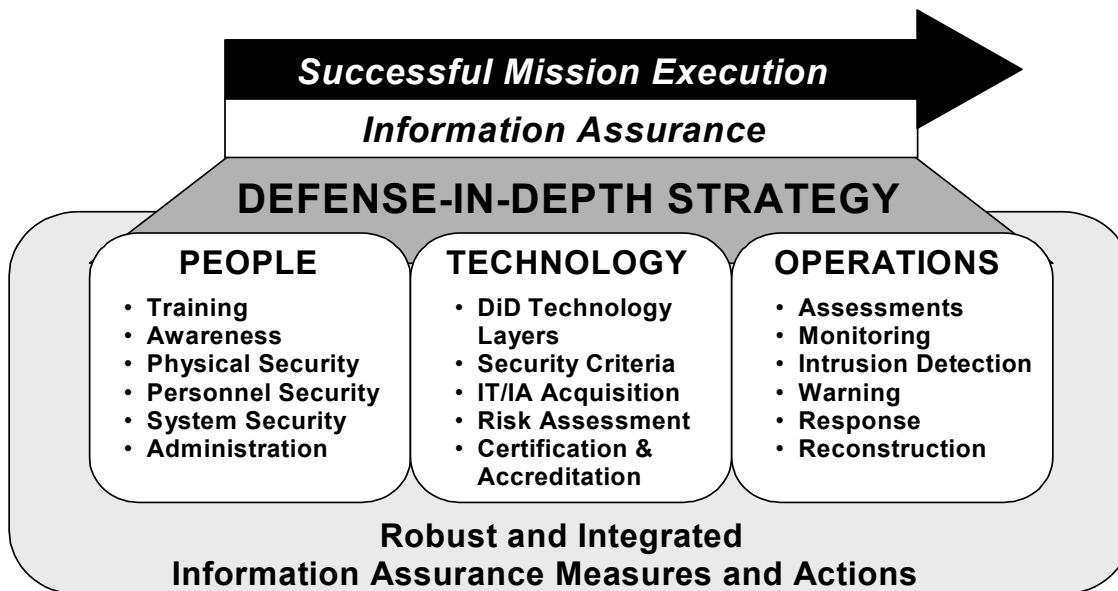 Successful Mission Execution
Information Assurance
DEFENSE-IN-DEPTH STRATEGY
PEOPLE
• Training
• Awareness
• Physical Security
• Personnel Security
• System Security
• Administration
TECHNOLOGY
• DiD Technology
Layers
• Security Criteria
• IT/IA Acquisition
• Risk Assessment
• Certification &
Accreditation
OPERATIONS
• Assessments
• Monitoring
• Intrusion Detection
• Warning
• Response
• Reconstruction
Robust and Integrated
Information Assurance Measures and Actions